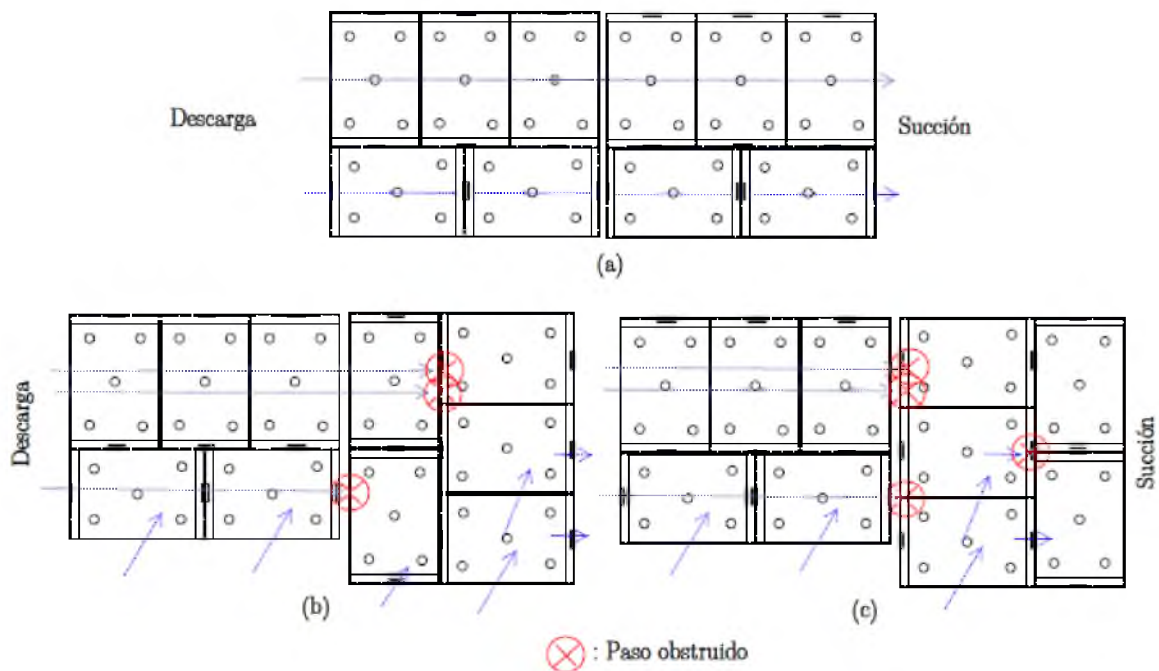 Descarga
Succión
(a)
Descarga
Succión
(b)
(c)
: Paso obstruido